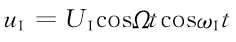 u_I = U_I cosΩt cosω_I t